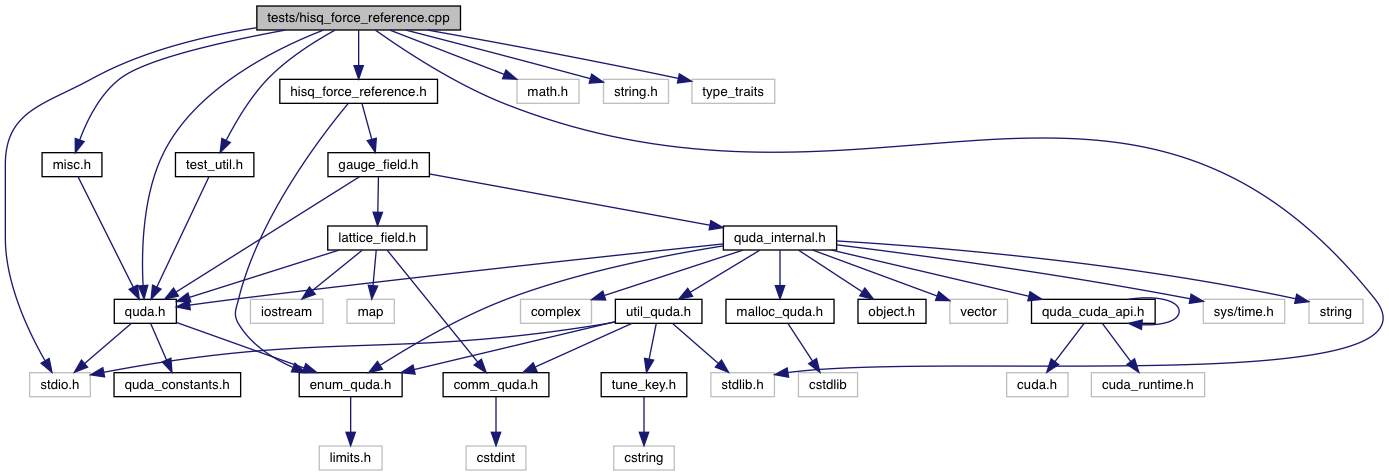 tests/hisq_force_reference.cpp
hisq_force_reference.h
math.h
string.h
type_traits
misc.h
test_util.h
gauge_field.h
lattice_field.h
quda_internal.h
quda.h
iostream
map
complex
util_quda.h
malloc_quda.h
object.h
vector
quda_cuda_api.h
sys/time.h
string
stdio.h
quda_constants.h
enum_quda.h
comm_quda.h
tune_key.h
stdlib.h
cstdlib
cuda.h
cuda_runtime.h
limits.h
cstdint
cstring